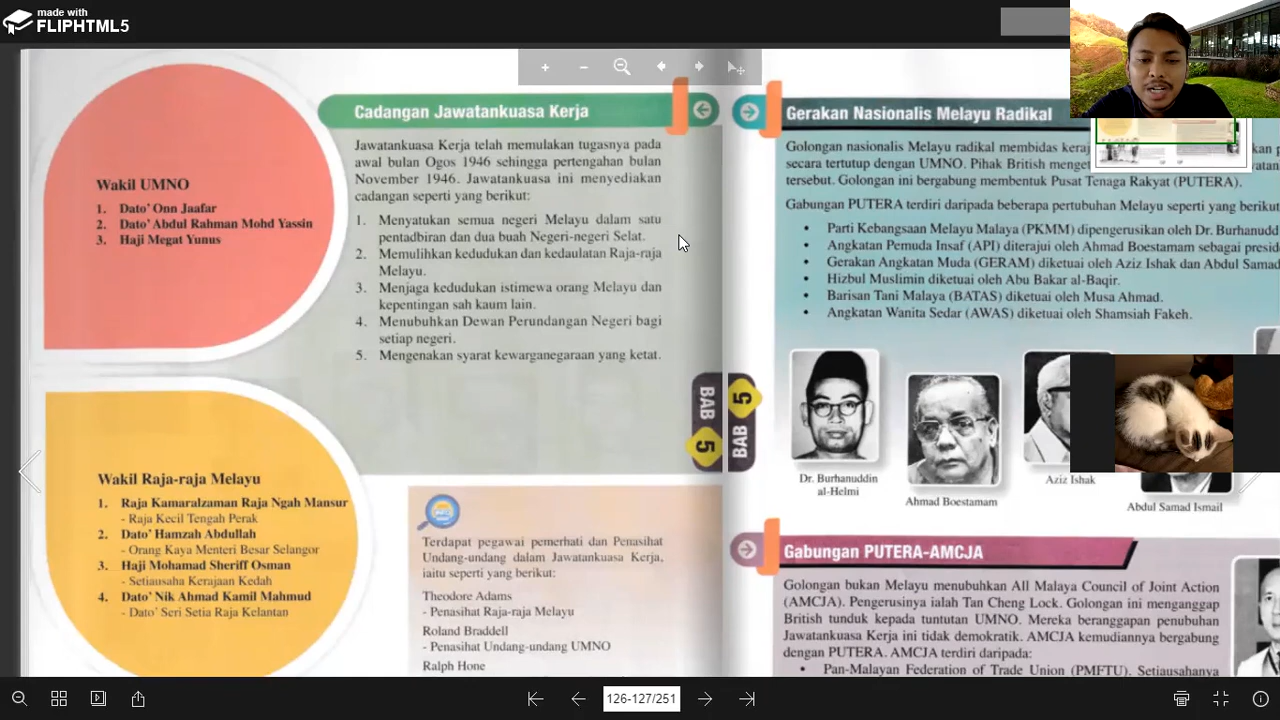 made with
FLIPHTML5
Wakil UMNO
1. Dato' Onn Jaafar
2. Dato' Abdul Rahman Mohd Yassin
3. Haji Megat Yunus
Wakil Raja-raja Melayu
1. Raja Kamaralzaman Raja Ngah Mansur
- Raja Kecil Tengah Perak
2. Dato' Hamzah Abdullah
- Orang Kaya Menteri Besar Selangor
3. Haji Mohamad Sheriff Osman
- Setiausaha Kerajaan Kedah
4. Dato' Nik Ahmad Kamil Mahmud
- Dato' Seri Setia Raja Kelantan
Cadangan Jawatankuasa Kerja
Jawatankuasa Kerja telah memulakan tugasnya pada
awal bulan Ogos 1946 sehingga pertengahan bulan
November 1946. Jawatankuasa ini menyediakan
cadangan seperti yang berikut:
1. Menyatukan semua negeri Melayu dalam satu
pentadbiran dan dua buah Negeri-negeri Selat.
2. Memulihkan kedudukan dan kedaulatan Raja-raja
Melayu.
3. Menjaga kedudukan istimewa orang Melayu dan
kepentingan sah kaum lain.
4. Menubuhkan Dewan Perundangan Negeri bagi
setiap negeri.
5. Mengenakan syarat kewarganegaraan yang ketat.
BAB 5
Terdapat pegawai pemerhati dan Penasihat
Undang-undang dalam Jawatankuasa Kerja,
iaitu seperti yang berikut:
Theodore Adams
- Penasihat Raja-raja Melayu
Roland Braddell
- Penasihat Undang-undang UMNO
Ralph Hone
5 BAB
Gerakan Nasionalis Melayu Radikal
Golongan nasionalis Melayu radikal membidas
secara tertutup dengan UMNO. Pihak British
tersebut. Golongan ini bergabung membentuk Pusat Tenaga Rakyat (PUTERA).
Gabungan PUTERA terdiri daripada beberapa pertubuhan Melayu seperti yang berikut
• Parti Kebangsaan Melayu Malaya (PKMM) dipengerusikan oleh Dr. Burhanudd
• Angkatan Pemuda Insaf (API) diterajui oleh Ahmad Boestamam sebagai presid
• Gerakan Angkatan Muda (GERAM) diketuai oleh Aziz Ishak dan Abdul Samad
• Hizbul Muslimin diketuai oleh Abu Bakar al-Baqir.
• Barisan Tani Malaya (BATAS) diketuai oleh Musa Ahmad.
• Angkatan Wanita Sedar (AWAS) diketuai oleh Shamsiah Fakeh.
Dr. Burhanuddin
al-Helmi
Ahmad Boestamam
Aziz Ishak
Abdul Samad Ismail
Gabungan PUTERA-AMCJA
Golongan bukan Melayu menubuhkan All Malaya Council of Joint Action
(AMCJA). Pengerusinya ialah Tan Cheng Lock. Golongan ini menganggap
British tunduk kepada tuntutan UMNO. Mereka beranggapan penubuhan
Jawatankuasa Kerja ini tidak demokratik. AMCJA kemudiannya bergabung
dengan PUTERA. AMCJA terdiri daripada:
• Pan-Malayan Federation of Trade Union (PMFTU). Setiausahanya
126-127/251